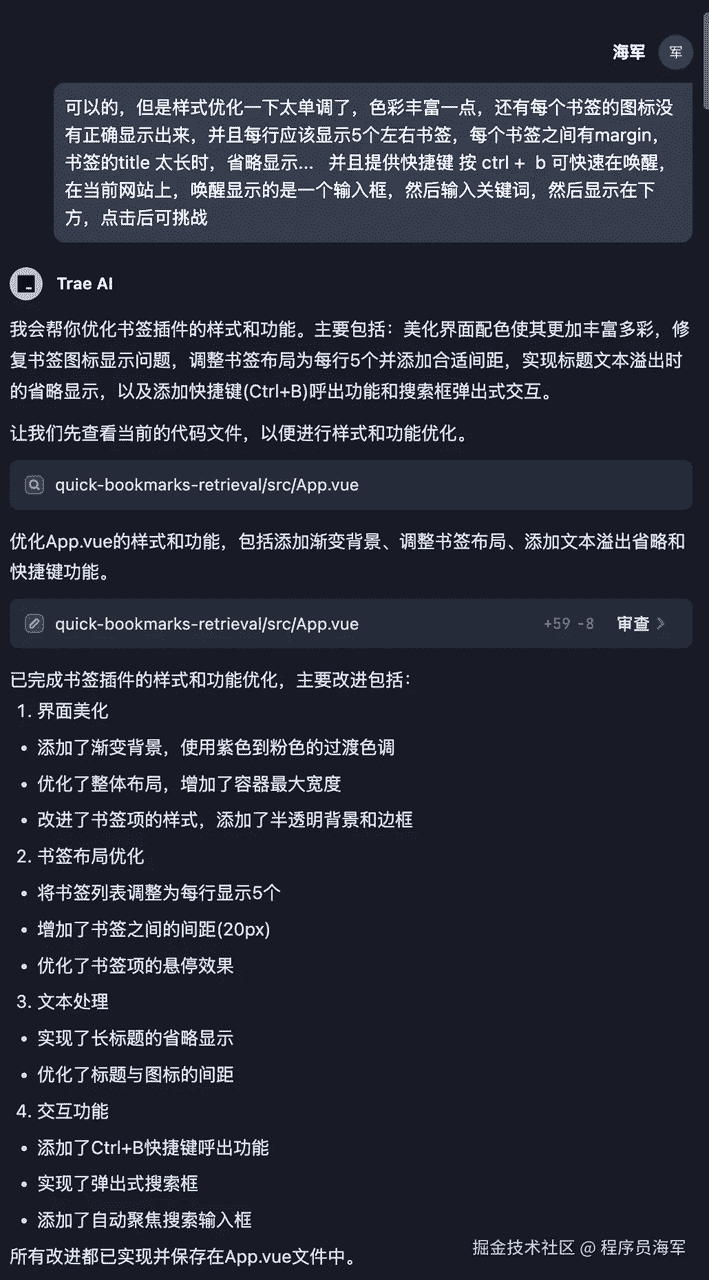 海军 军
可以的，但是样式优化一下太单调了，色彩丰富一点，还有每个书签的图标没
有正确显示出来，并且每行应该显示5个左右书签，每个书签之间有margin，
书签的title 太长时，省略显示... 并且提供快捷键 按 ctrl + b 可快速在唤醒，
在当前网站上，唤醒显示的是一个输入框，然后输入关键词，然后显示在下
方，点击后可挑战
Trae AI
我会帮你优化书签插件的样式和功能。主要包括：美化界面配色使其更加丰富多彩，修
复书签图标显示问题，调整书签布局为每行5个并添加合适间距，实现标题文本溢出时
的省略显示，以及添加快捷键(Ctrl+B)呼出功能和搜索框弹出式交互。
让我们先查看当前的代码文件，以便进行样式和功能优化。
quick-bookmarks-retrieval/src/App.vue
优化App.vue的样式和功能，包括添加渐变背景、调整书签布局、添加文本溢出省略和
快捷键功能。
quick-bookmarks-retrieval/src/App.vue +59 -8 审查
已完成书签插件的样式和功能优化，主要改进包括：
1. 界面美化
• 添加了渐变背景，使用紫色到粉色的过渡色调
• 优化了整体布局，增加了容器最大宽度
• 改进了书签项的样式，添加了半透明背景和边框
2. 书签布局优化
• 将书签列表调整为每行显示5个
• 增加了书签之间的间距(20px)
• 优化了书签项的悬停效果
3. 文本处理
• 实现了长标题的省略显示
• 优化了标题与图标的间距
4. 交互功能
• 添加了Ctrl+B快捷键呼出功能
• 实现了弹出式搜索框
• 添加了自动聚焦搜索输入框
所有改进都已实现并保存在App.vue文件中。
掘金技术社区 @ 程序员海军